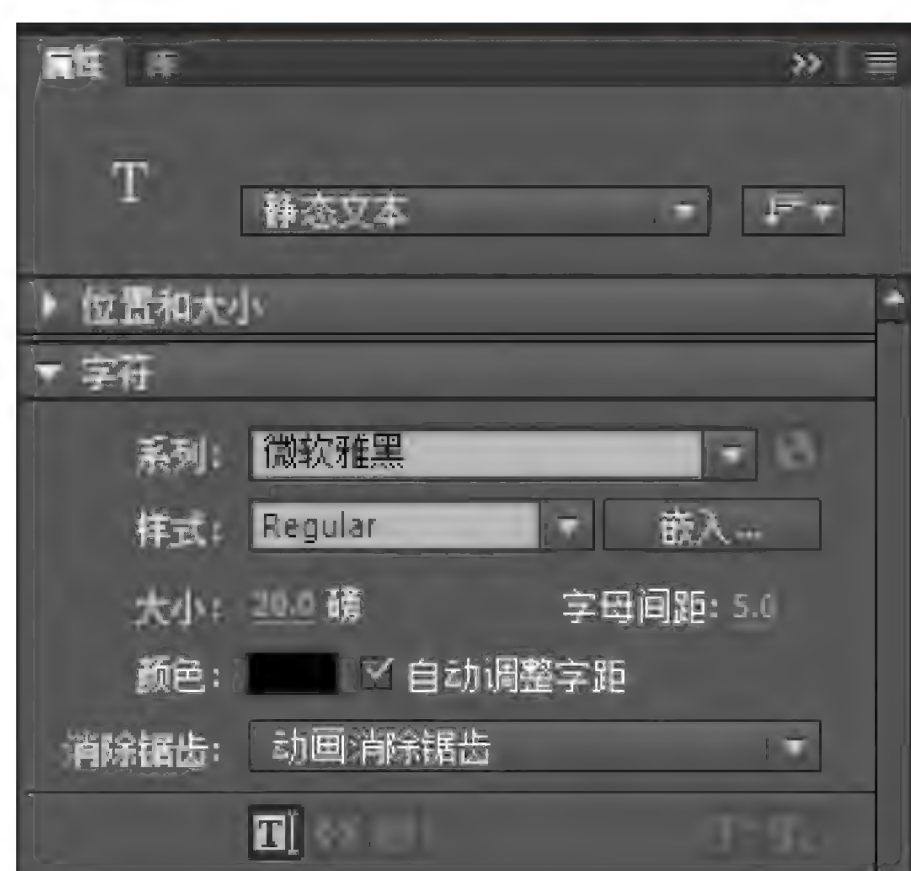 属性 库
T
静态文本
位置和大小
字符
系列: 微软雅黑
样式: Regular 嵌入...
大小: 20.0 磅 字母间距: 5.0
颜色: 自动调整字距
消除锯齿: 动画消除锯齿
T